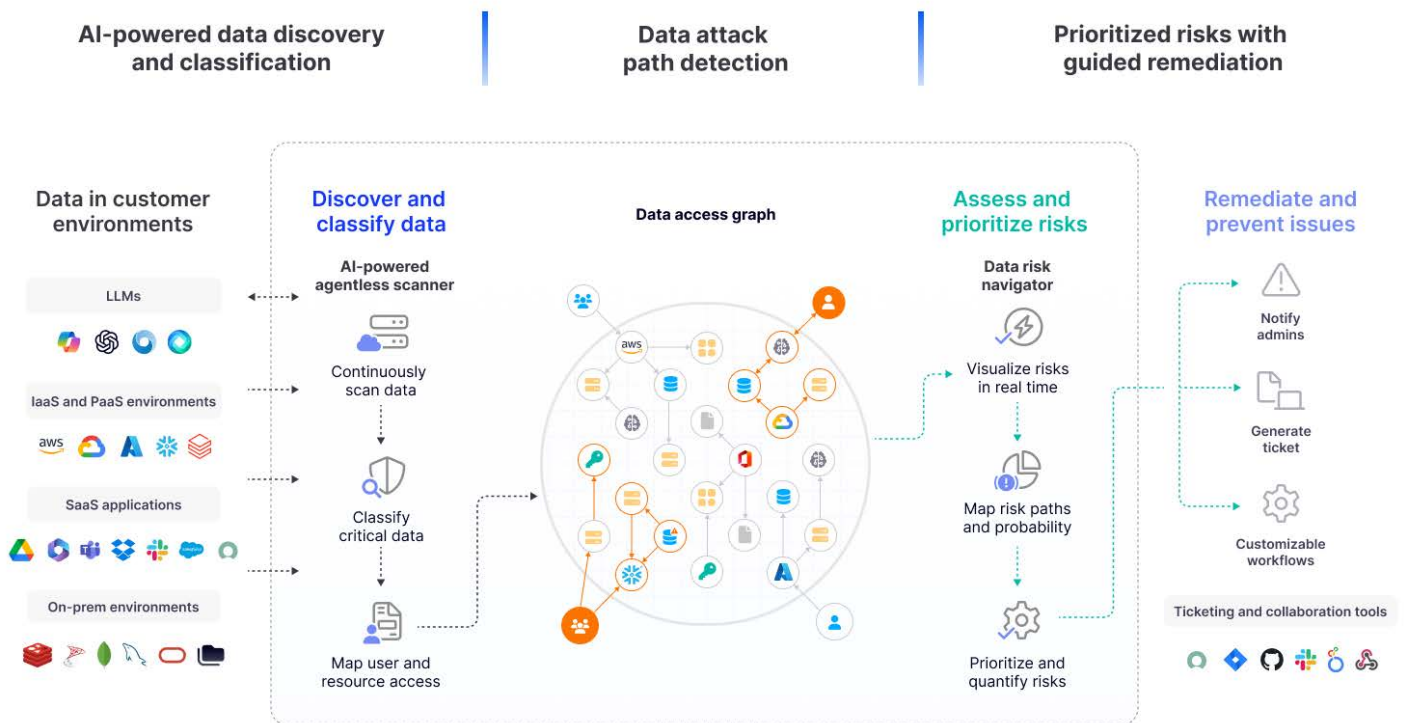 AI-powered data discovery
and classification
Data attack
path detection
Prioritized risks with
guided remediation
Data in customer
environments
LLMs
IaaS and PaaS environments
aws
SaaS applications
On-prem environments
Discover and
classify data
AI-powered
agentless scanner
Continuously
scan data
Classify
critical data
Map user and
resource access
Data access graph
aws
Assess and
prioritize risks
Data risk
navigator
Visualize risks
in real time
Map risk paths
and probability
Prioritize and
quantify risks
Remediate and
prevent issues
Notify
admins
Generate
ticket
Customizable
workflows
Ticketing and collaboration tools